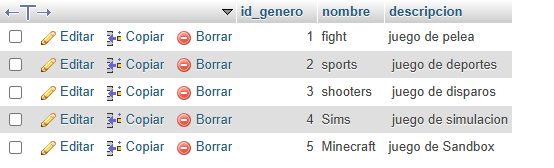 id_genero nombre descripcion
Editar Copiar Borrar 1 fight juego de pelea
Editar Copiar Borrar 2 sports juego de deportes
Editar Copiar Borrar 3 shooters juego de disparos
Editar Copiar Borrar 4 Sims juego de simulacion
Editar Copiar Borrar 5 Minecraft juego de Sandbox